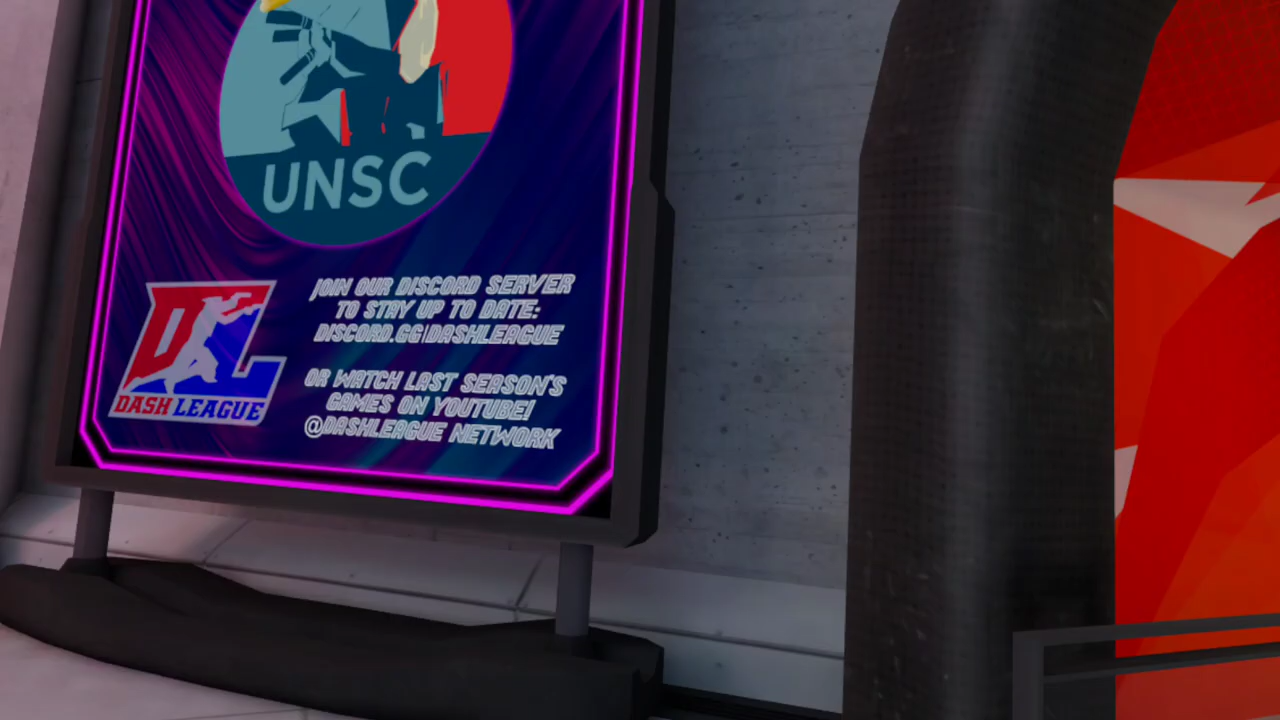 UNSC
DL
DASH LEAGUE
JOIN OUR DISCORD SERVER
TO STAY UP TO DATE:
DISCORD.GG/DASHLEAGUE
OR WATCH LAST SEASON'S
GAMES ON YOUTUBE!
@DASHLEAGUE NETWORK